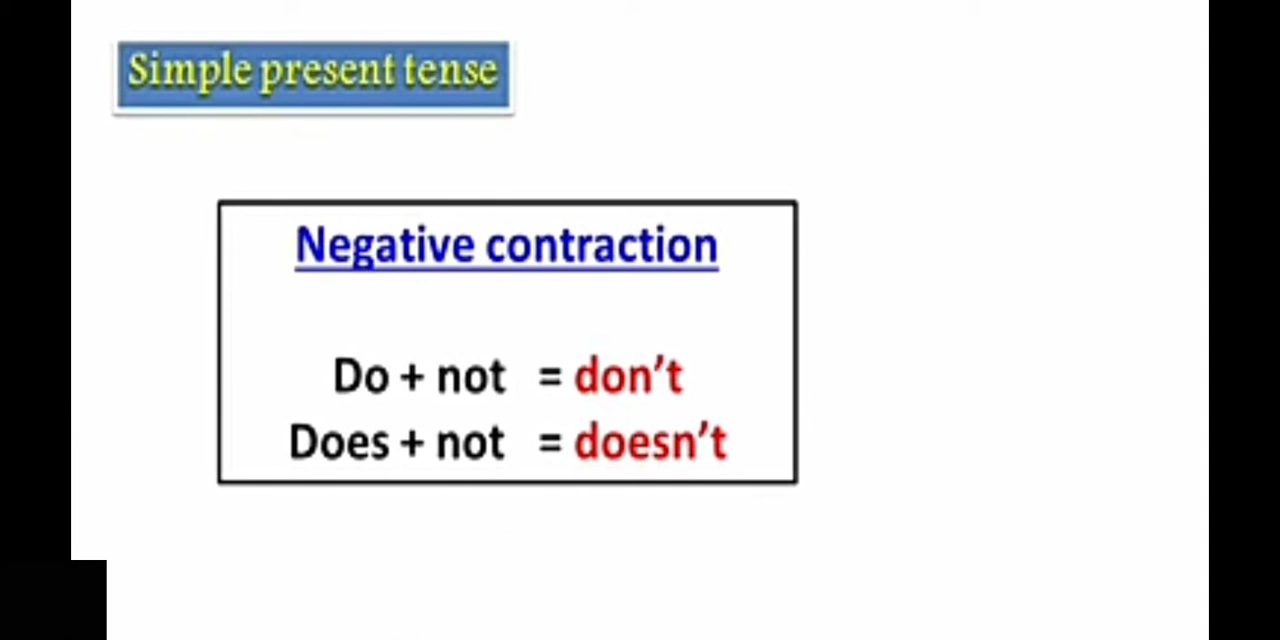 Simple present tense
Negative contraction
Do + not = don’t
Does + not = doesn’t